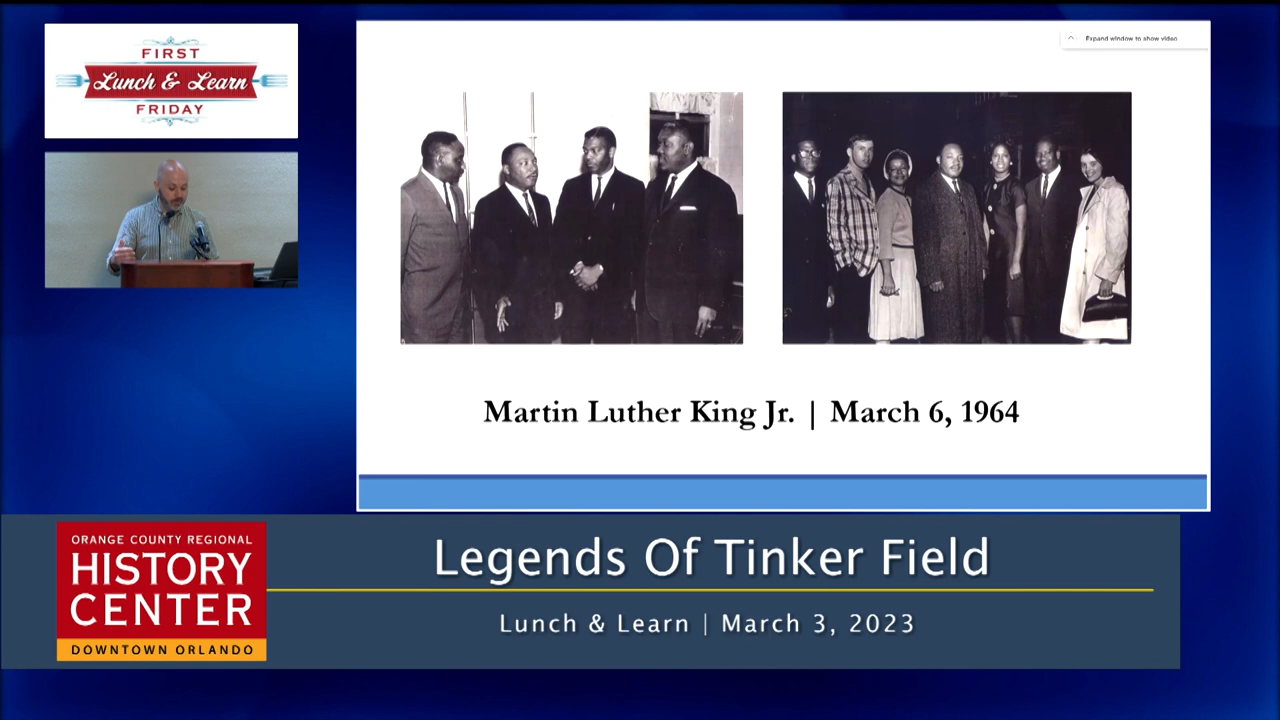 FIRST
Lunch & Learn
FRIDAY
Expand window to show video
Martin Luther King Jr. | March 6, 1964
ORANGE COUNTY REGIONAL
HISTORY
CENTER
DOWNTOWN ORLANDO
Legends Of Tinker Field
Lunch & Learn | March 3, 2023